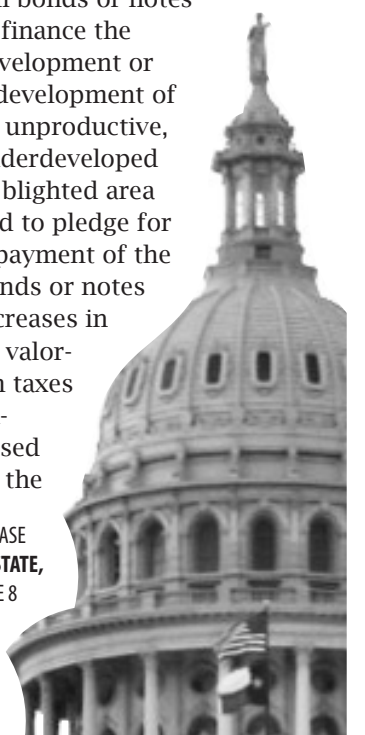 bonds or notes
finance the
velopment or
development of
unproductive,
derdeveloped
blighted area
d to pledge for
payment of the
nds or notes
creases in
valor-
n taxes
-
sed
the
ASE
STATE,
E 8